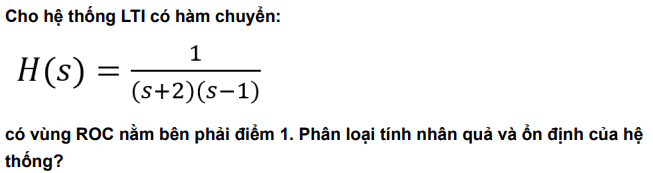 Cho hệ thống LTI có hàm chuyển:
H(s) = 1 / (s+2)(s−1)
có vùng ROC nằm bên phải điểm 1. Phân loại tính nhân quả và ổn định của hệ
thống?